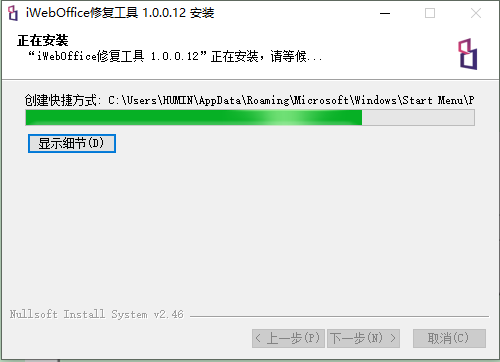 iWebOffice修复工具 1.0.0.12 安装
正在安装
“iWebOffice修复工具 1.0.0.12”正在安装，请等候...
创建快捷方式: C:\Users\HUMIN\AppData\Roaming\Microsoft\Windows\Start Menu\P
显示细节(D)
Nullsoft Install System v2.46
< 上一步(P) 下一步(N) > 取消(C)